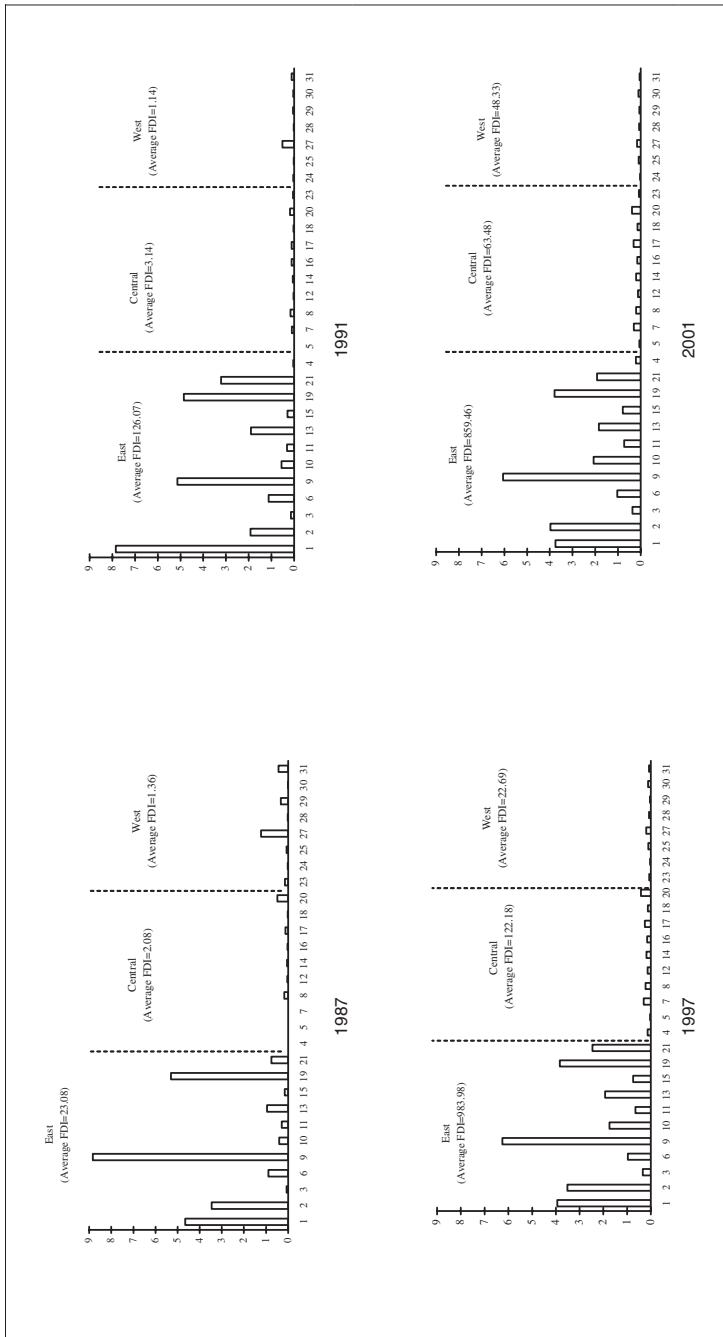 East
(Average FDI=23.08)
Central
(Average FDI=2.08)
West
(Average FDI=1.36)
9
8
7
6
5
4
3
2
1
0
1 2 3 6 9 10 11 13 15 19 21 4 5 7 8 12 14 16 17 18 20 23 24 25 27 28 29 30 31
1987
East
(Average FDI=126.07)
Central
(Average FDI=3.14)
West
(Average FDI=1.14)
9
8
7
6
5
4
3
2
1
0
1 2 3 6 9 10 11 13 15 19 21 4 5 7 8 12 14 16 17 18 20 23 24 25 27 28 29 30 31
1991
East
(Average FDI=983.98)
Central
(Average FDI=122.18)
West
(Average FDI=22.69)
9
8
7
6
5
4
3
2
1
0
1 2 3 6 9 10 11 13 15 19 21 4 5 7 8 12 14 16 17 18 20 23 24 25 27 28 29 30 31
1997
East
(Average FDI=859.46)
Central
(Average FDI=63.48)
West
(Average FDI=48.33)
9
8
7
6
5
4
3
2
1
0
1 2 3 6 9 10 11 13 15 19 21 4 5 7 8 12 14 16 17 18 20 23 24 25 27 28 29 30 31
2001